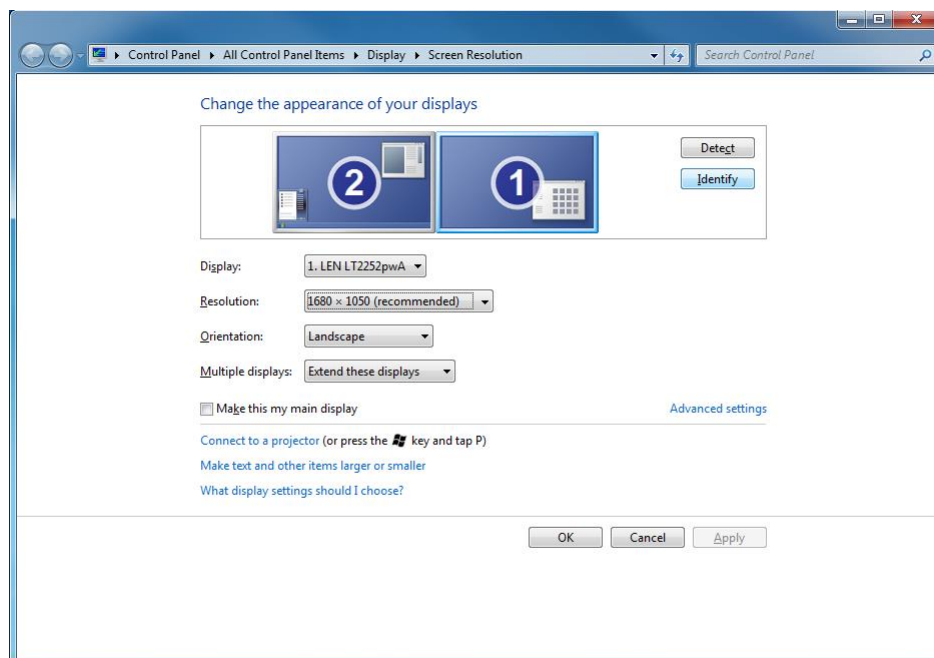 Control Panel ▸ All Control Panel Items ▸ Display ▸ Screen Resolution
Search Control Panel
Change the appearance of your displays
2
1
Detect
Identify
Display: 1. LEN LT2252pwA
Resolution: 1680 × 1050 (recommended)
Orientation: Landscape
Multiple displays: Extend these displays
Make this my main display
Advanced settings
Connect to a projector (or press the key and tap P)
Make text and other items larger or smaller
What display settings should I choose?
OK Cancel Apply